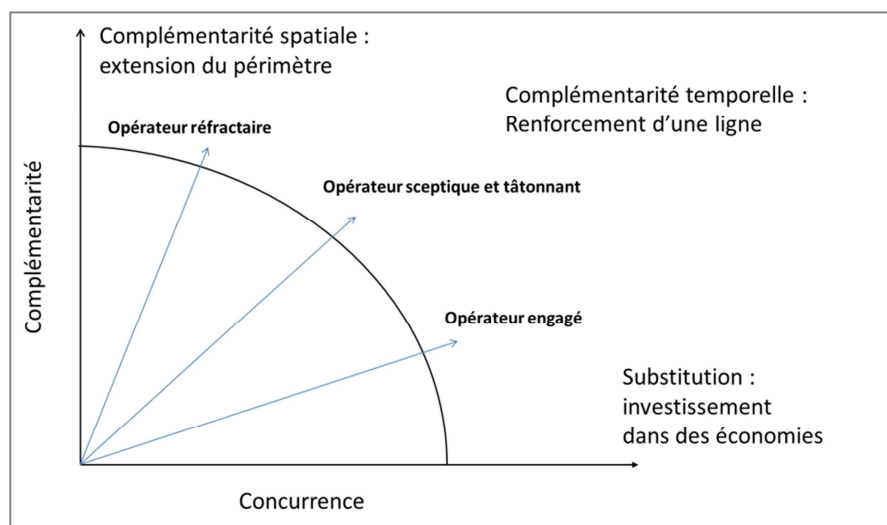 Complémentarité spatiale :
extension du périmètre
Complémentarité temporelle :
Renforcement d’une ligne
Opérateur réfractaire
Opérateur sceptique et tâtonnant
Complémentarité
Opérateur engagé
Substitution :
investissement
dans des économies
Concurrence